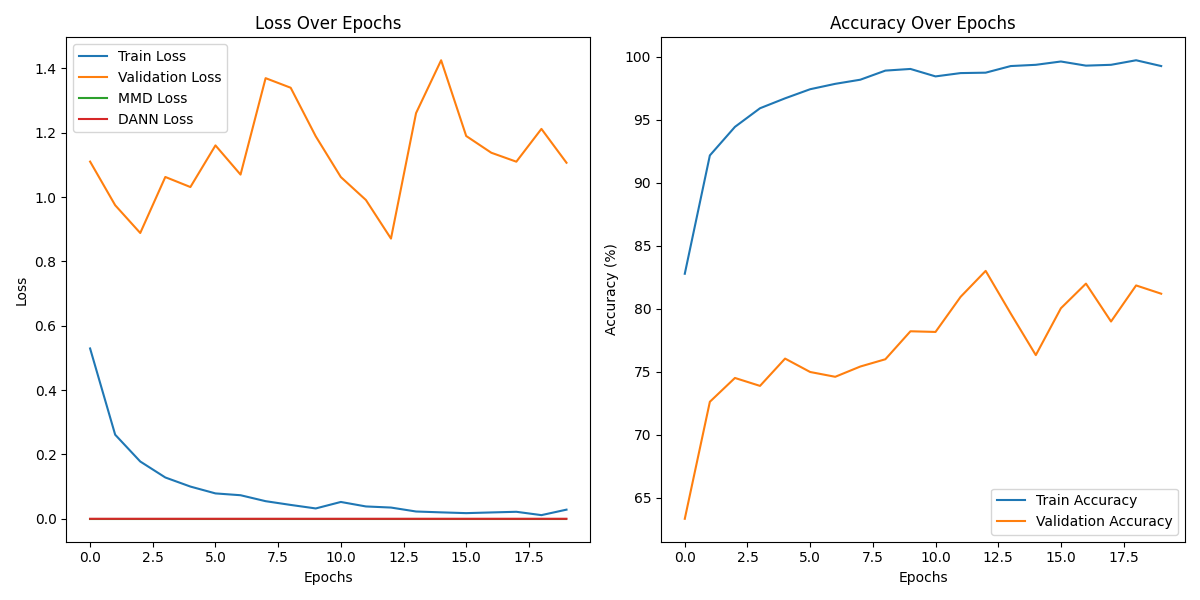 Loss Over Epochs
Train Loss
Validation Loss
MMD Loss
DANN Loss
Loss
1.4
1.2
1.0
0.8
0.6
0.4
0.2
0.0
0.0 2.5 5.0 7.5 10.0 12.5 15.0 17.5
Epochs
Accuracy Over Epochs
Accuracy (%)
100
95
90
85
80
75
70
65
Train Accuracy
Validation Accuracy
0.0 2.5 5.0 7.5 10.0 12.5 15.0 17.5
Epochs